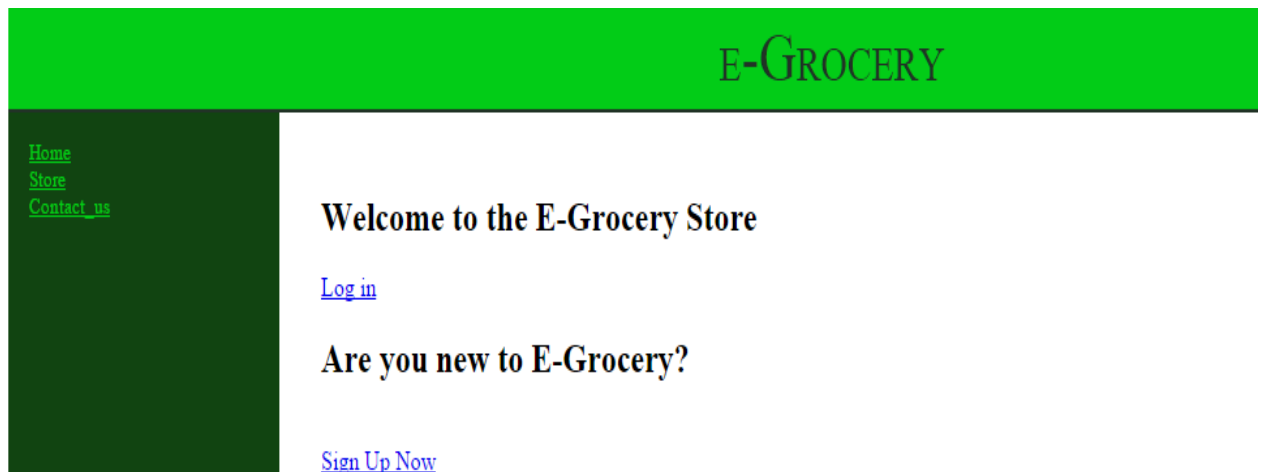 E-GROCERY
Home
Store
Contact_us
Welcome to the E-Grocery Store
Log in
Are you new to E-Grocery?
Sign Up Now